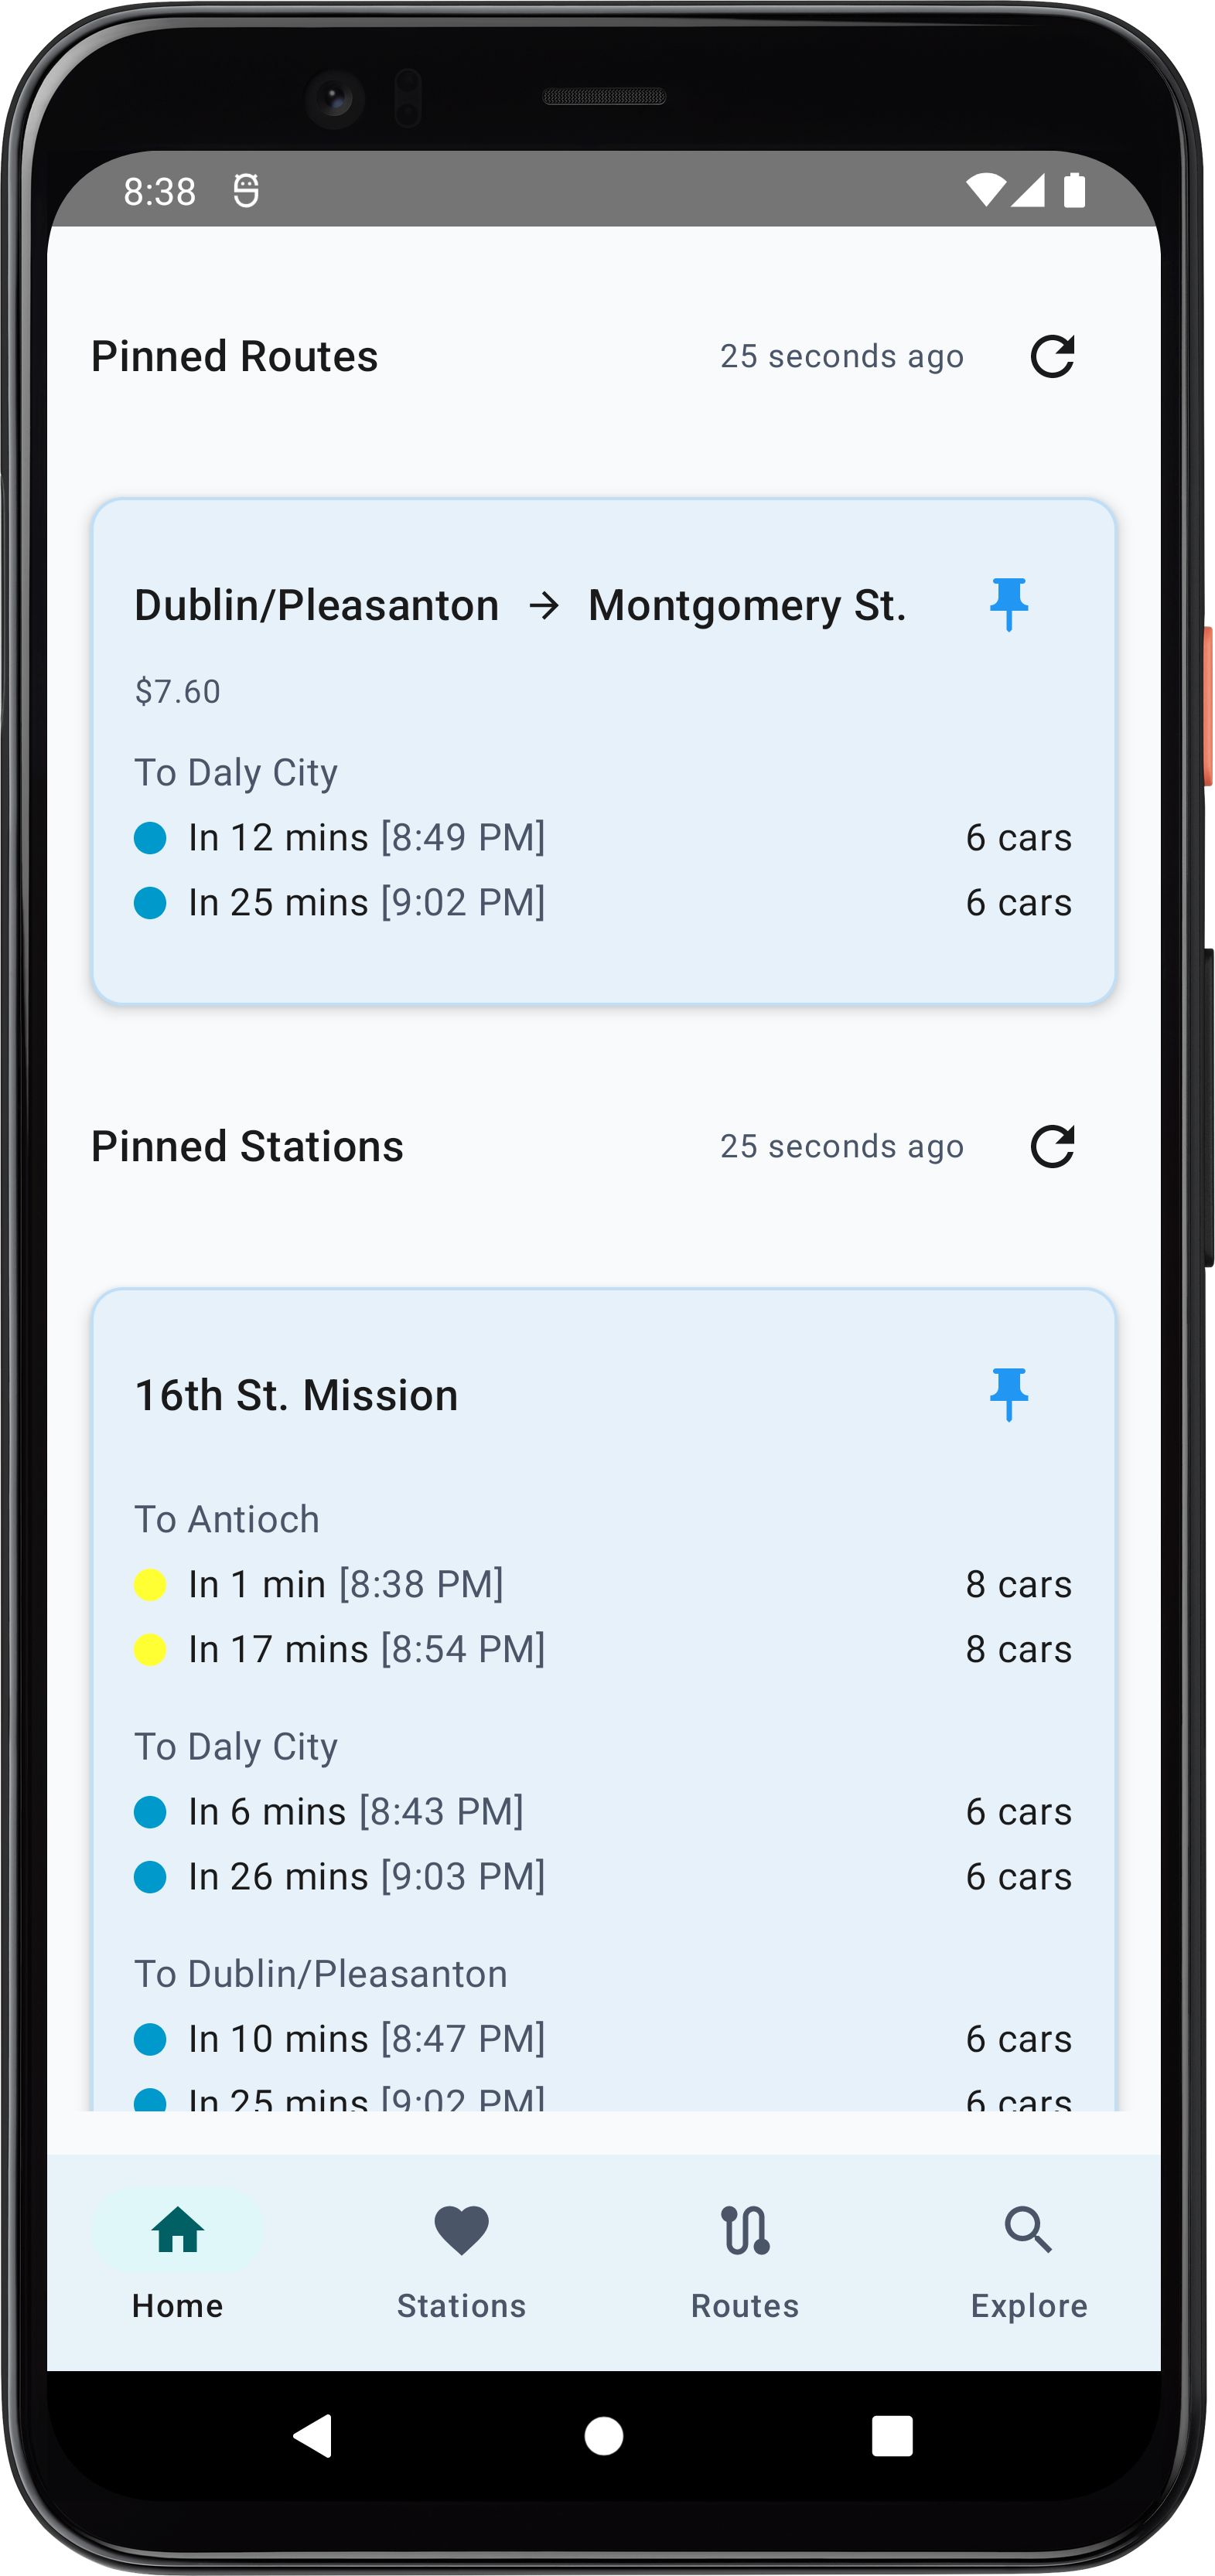 8:38
Pinned Routes 25 seconds ago
Dublin/Pleasanton → Montgomery St.
$7.60
To Daly City
In 12 mins [8:49 PM] 6 cars
In 25 mins [9:02 PM] 6 cars
Pinned Stations 25 seconds ago
16th St. Mission
To Antioch
In 1 min [8:38 PM] 8 cars
In 17 mins [8:54 PM] 8 cars
To Daly City
In 6 mins [8:43 PM] 6 cars
In 26 mins [9:03 PM] 6 cars
To Dublin/Pleasanton
In 10 mins [8:47 PM] 6 cars
In 25 mins [9:02 PM] 6 cars
Home Stations Routes Explore